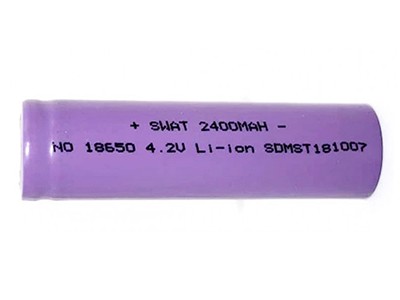 + SWAT 2400MAH -
NO 18650 4.2V Li-ion SDMST181007